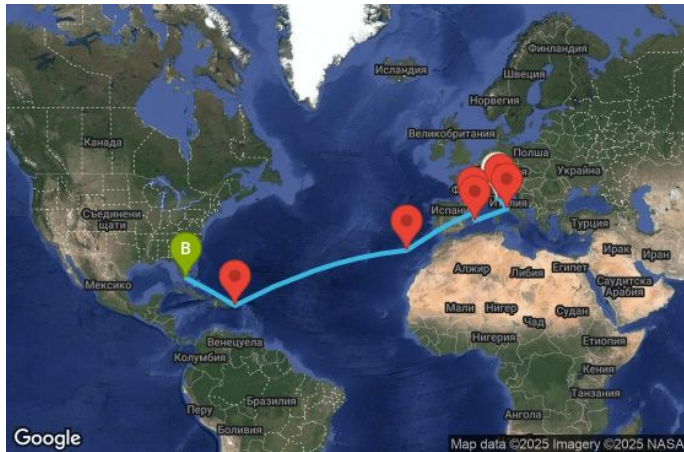 Исландия
Финландия
Швеция
Норвегия
Канада
Великобритания
Полша
Украйна
B
Съединени
щати
Испан
Италия
Турция
Мексико
Алжир
Либия
Египет
Ирак
Иран
Саудитска
Арабия
Мали
Нигер
Чад
Судан
Венецуела
Нигерия
Етиопия
Колумбия
Кения
Бразилия
Танзания
Перу
Ангола
Боливия
Google
Map data ©2025 Imagery ©2025 NASA